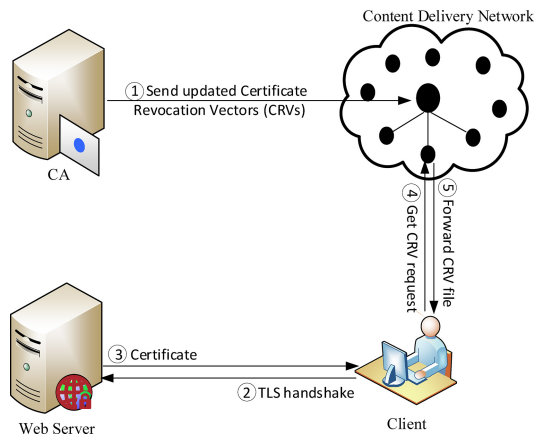 Content Delivery Network
① Send updated Certificate
Revocation Vectors (CRVs)
CA
④ Get CRV
request
⑤ Forward CRV file
③ Certificate
② TLS handshake
Web Server
Client